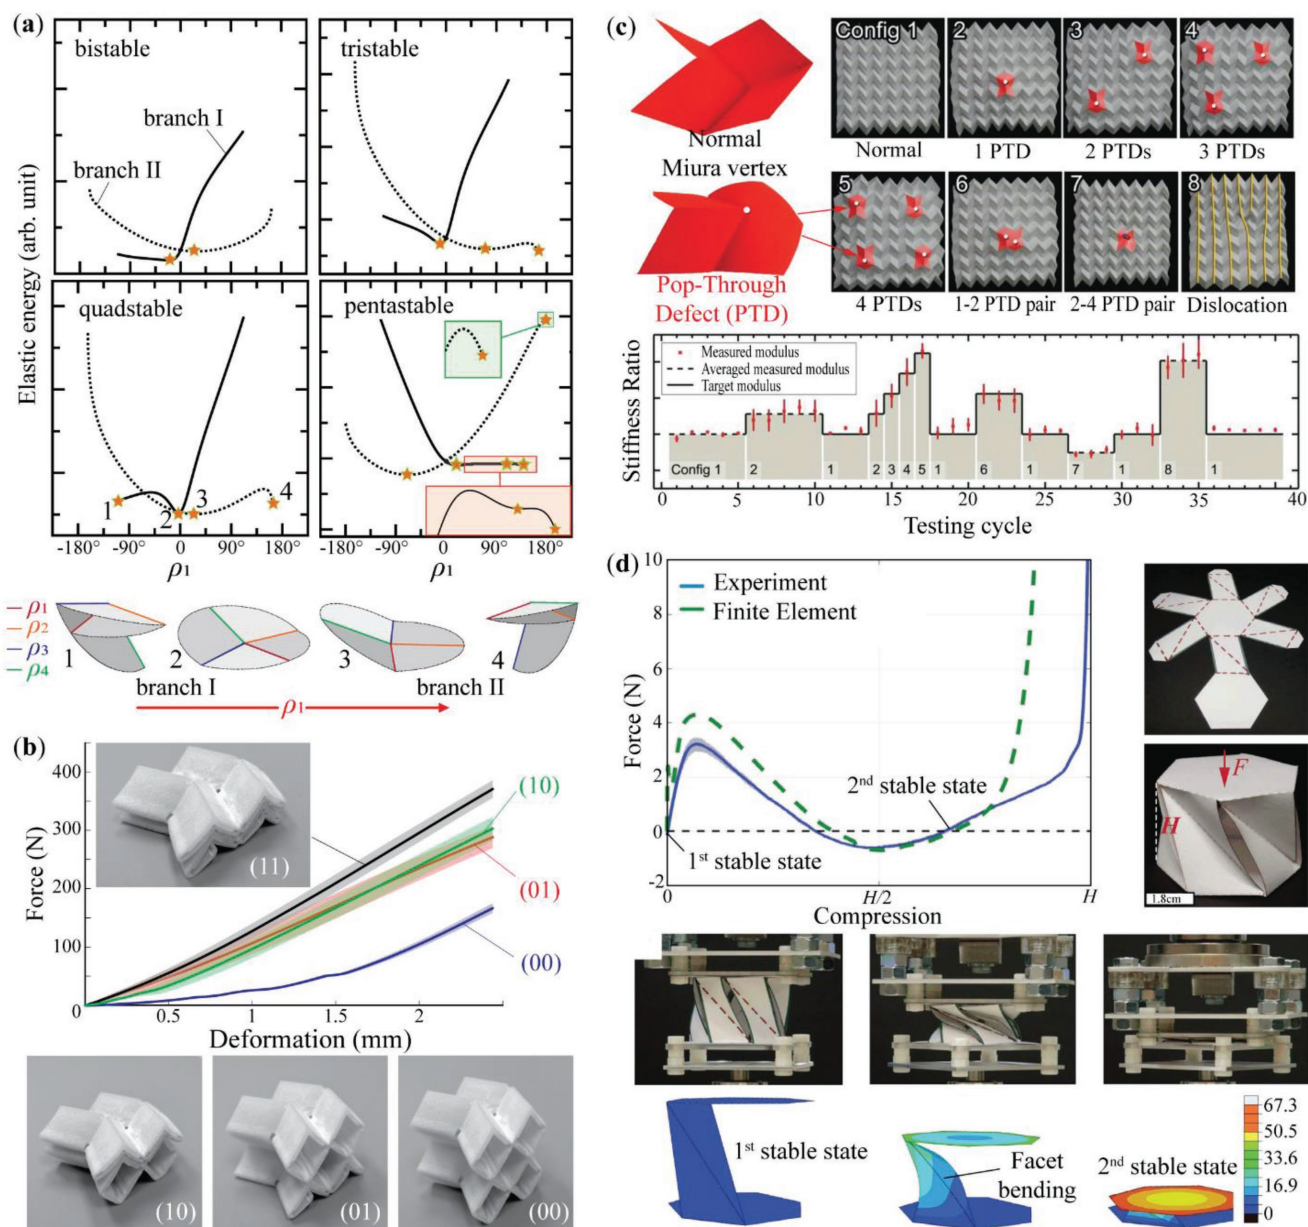 (a)
bistable
branch I
branch II
tristable
quadstable
1
2
3
4
pentastable
Elastic energy (arb. unit)
-180° -90° 0 90° 180°
-180° -90° 0 90° 180°
ρ1
ρ1
ρ1
ρ2
ρ3
ρ4
1
2
3
4
branch I
branch II
ρ1
(b)
400
300
200
100
0
Force (N)
0.5 1 1.5 2
Deformation (mm)
(11)
(10)
(01)
(00)
(10)
(01)
(00)
(c)
Normal
Miura vertex
Pop-Through
Defect (PTD)
Config 1
2
3
4
Normal
1 PTD
2 PTDs
3 PTDs
5
6
7
8
4 PTDs
1-2 PTD pair
2-4 PTD pair
Dislocation
Stiffness Ratio
Measured modulus
Averaged measured modulus
Target modulus
Config 1 2 1 2 3 4 5 1 6 1 7 1 8 1
0 5 10 15 20 25 30 35 40
Testing cycle
(d)
10
8
6
4
2
0
-2
Force (N)
Experiment
Finite Element
2nd stable state
1st stable state
0 H/2 H
Compression
F
H
1.8cm
1st stable state
Facet
bending
2nd stable state
67.3
50.5
33.6
16.9
0